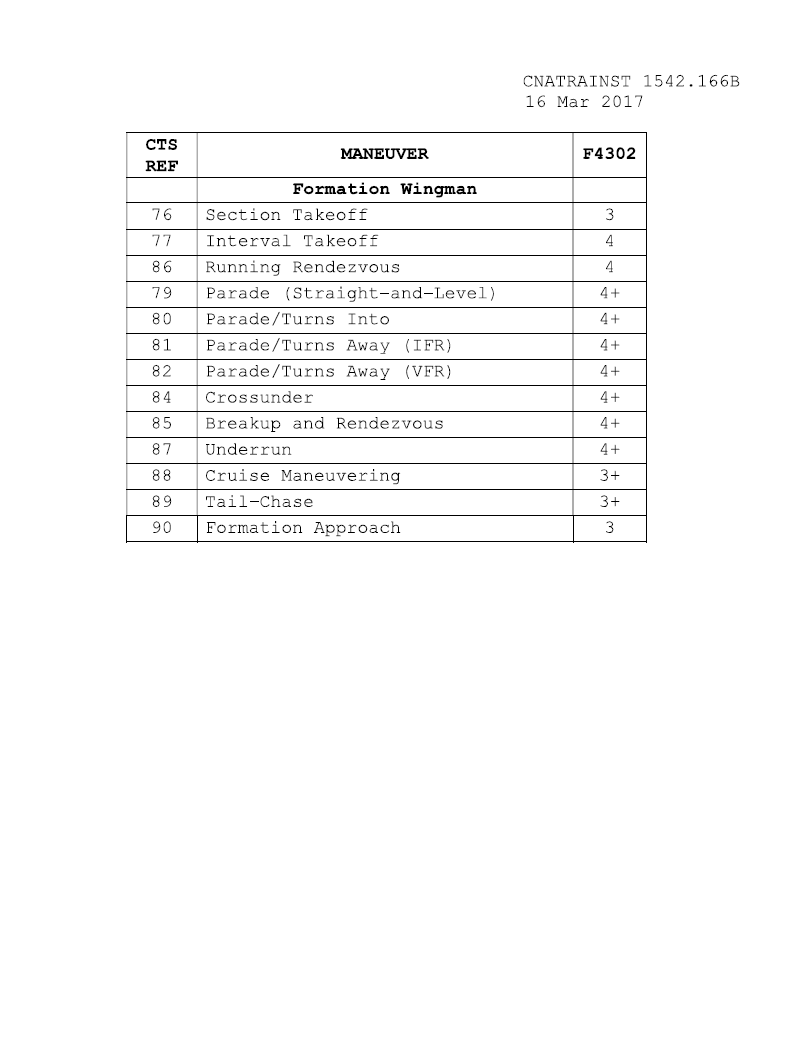 CNATRAINST 1542.166B
16 Mar 2017
CTS REF MANEUVER F4302
Formation Wingman
76 Section Takeoff 3
77 Interval Takeoff 4
86 Running Rendezvous 4
79 Parade (Straight-and-Level) 4+
80 Parade/Turns Into 4+
81 Parade/Turns Away (IFR) 4+
82 Parade/Turns Away (VFR) 4+
84 Crossunder 4+
85 Breakup and Rendezvous 4+
87 Underrun 4+
88 Cruise Maneuvering 3+
89 Tail-Chase 3+
90 Formation Approach 3